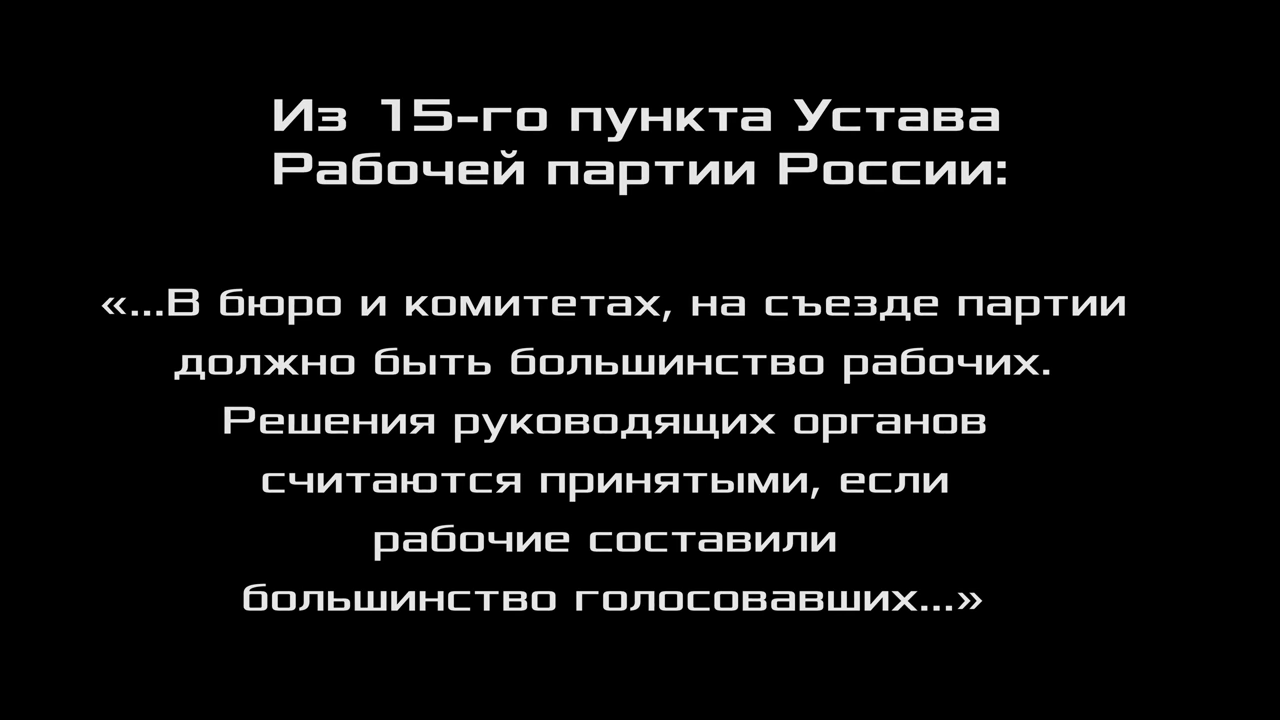 Из 15-го пункта Устава
Рабочей партии России:
«...В бюро и комитетах, на съезде партии
должно быть большинство рабочих.
Решения руководящих органов
считаются принятыми, если
рабочие составили
большинство голосовавших...»